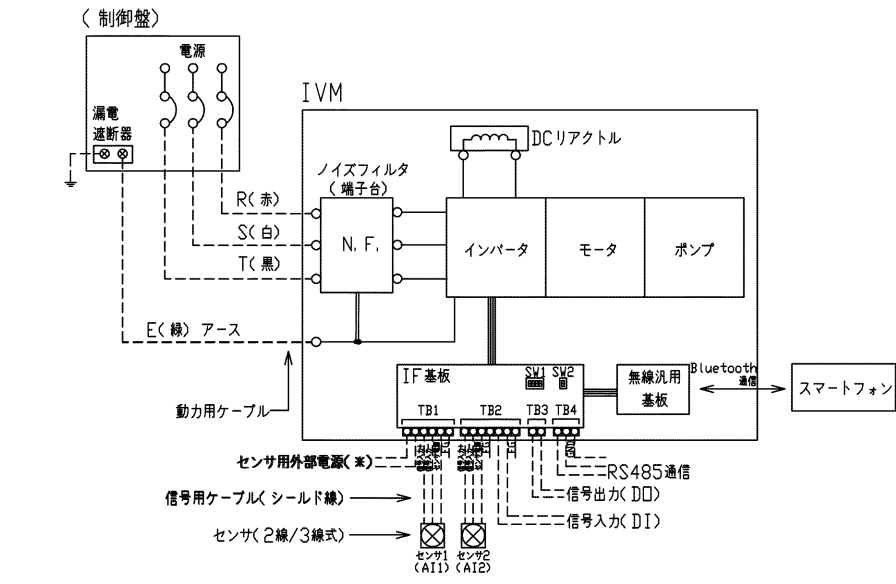 (制御盤)
電源
漏電
遮断器
IVM
DCリアクトル
ノイズフィルタ
(端子台)
R(赤)
S(白)
T(黒)
E(緑) アース
N.F.
インバータ
モータ
ポンプ
動力用ケーブル
IF基板
SW1 SW2
TB1 TB2 TB3 TB4
無線汎用
基板
Bluetooth
通信
スマートフォン
FG FG FG
センサ用外部電源(*)
RS485通信
信号用ケーブル(シールド線)
信号出力(DO)
信号入力(DI)
センサ(2線/3線式)
センサ1 センサ2
(AI1) (AI2)